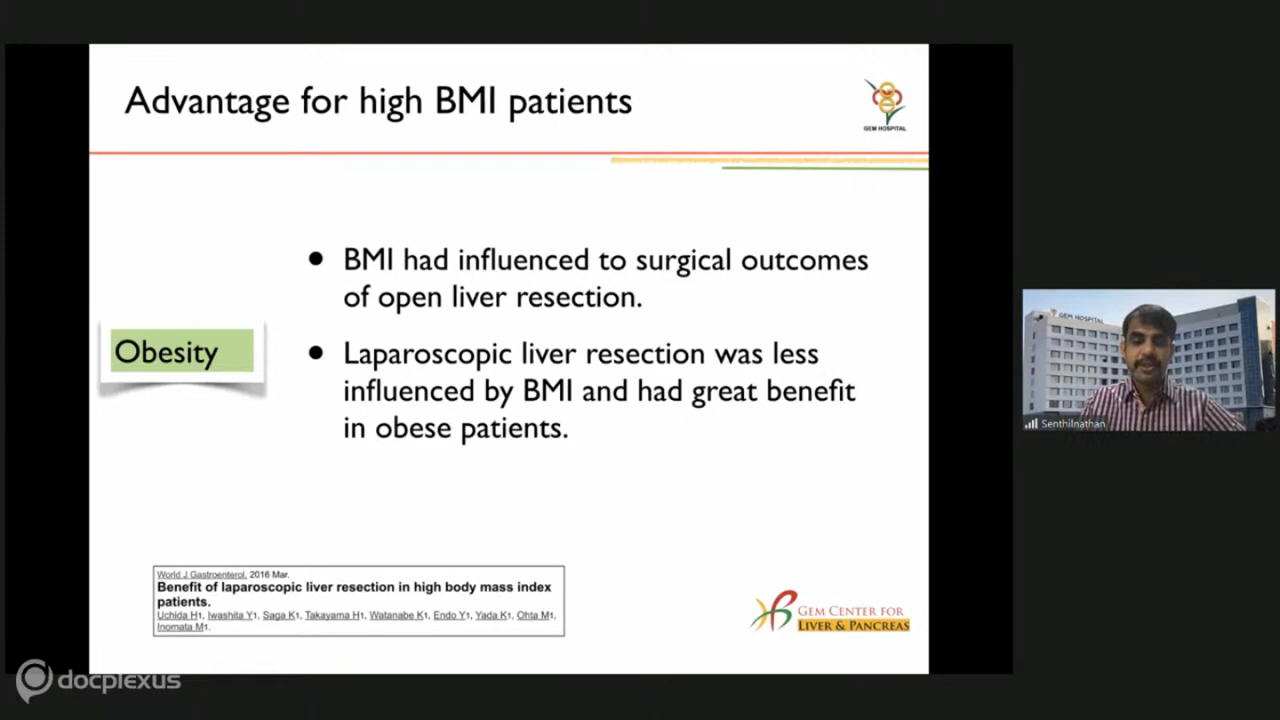 Advantage for high BMI patients
GEM HOSPITAL
● BMI had influenced to surgical outcomes
of open liver resection.
Obesity
● Laparoscopic liver resection was less
influenced by BMI and had great benefit
in obese patients.
GEM HOSPITAL
Senthilnathan
World J Gastroenterol. 2016 Mar.
Benefit of laparoscopic liver resection in high body mass index
patients.
Uchida H1, Iwashita Y1, Saga K1, Takayama H1, Watanabe K1, Endo Y1, Yada K1, Ohta M1,
Inomata M1.
GEM CENTER FOR
LIVER & PANCREAS
docplexus